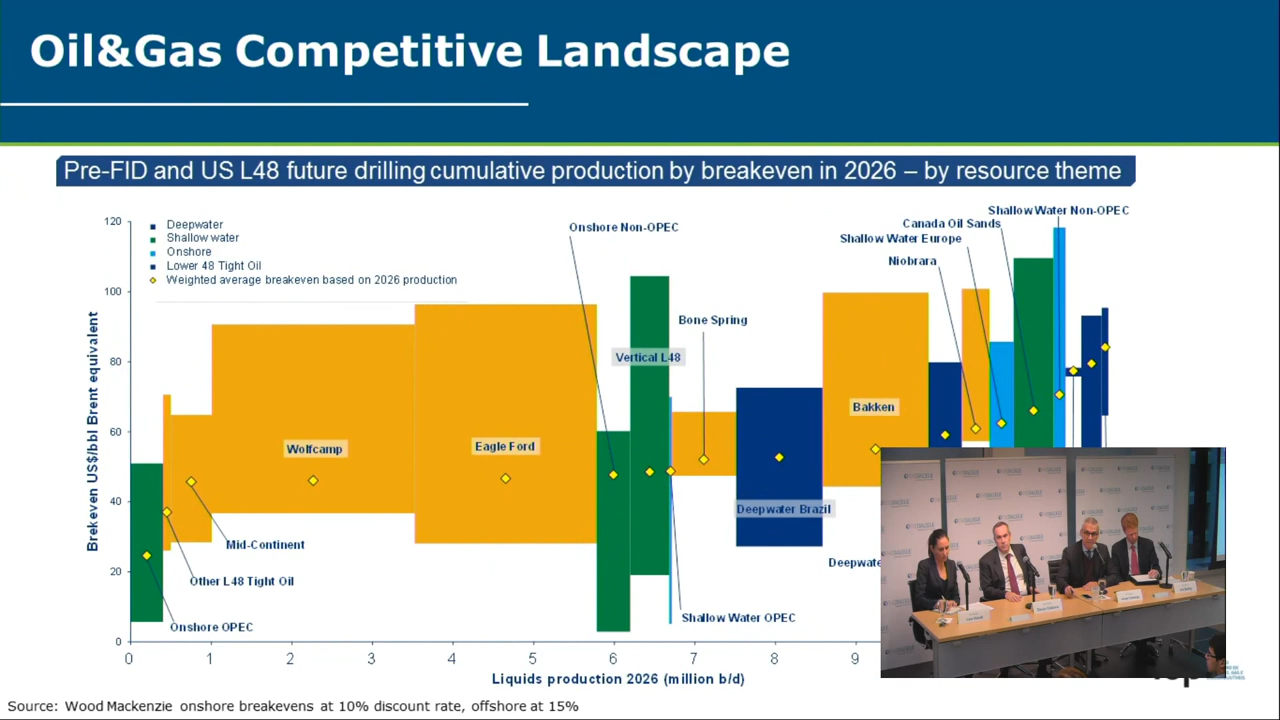 Oil&Gas Competitive Landscape
Pre-FID and US L48 future drilling cumulative production by breakeven in 2026 – by resource theme
Brekeven US$/bbl Brent equivalent
120
100
80
60
40
20
0
Deepwater
Shallow water
Onshore
Lower 48 Tight Oil
Weighted average breakeven based on 2026 production
Onshore Non-OPEC
Shallow Water Non-OPEC
Canada Oil Sands
Shallow Water Europe
Niobrara
Bone Spring
Vertical L48
Bakken
Wolfcamp
Eagle Ford
Deepwater Brazil
Mid-Continent
Other L48 Tight Oil
Onshore OPEC
Shallow Water OPEC
0 1 2 3 4 5 6 7 8 9
Liquids production 2026 (million b/d)
Source: Wood Mackenzie onshore breakevens at 10% discount rate, offshore at 15%